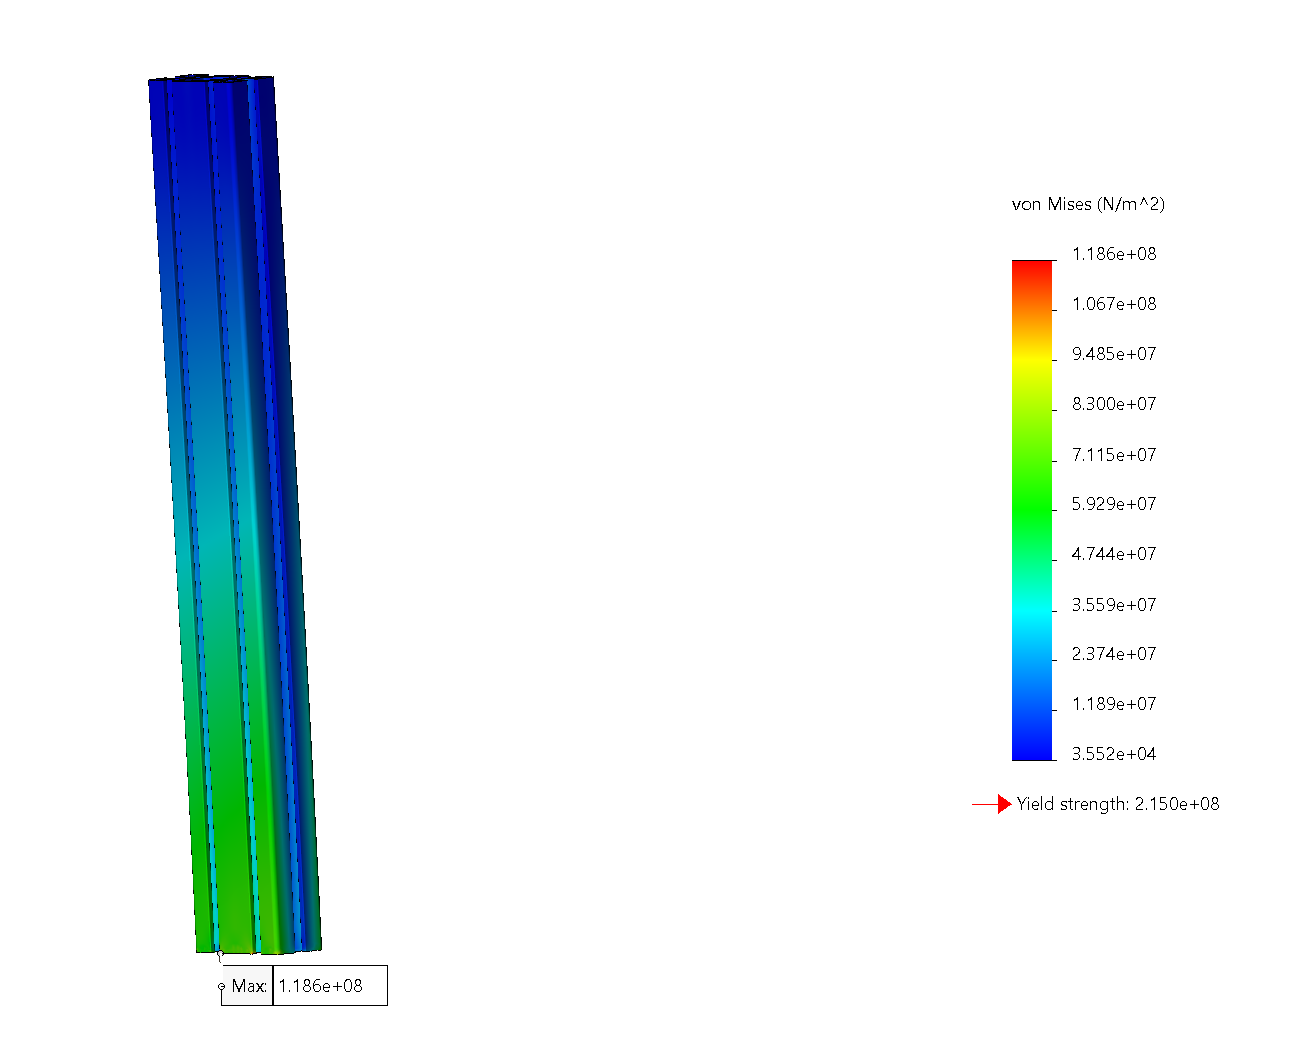 von Mises (N/m^2)
1.186e+08
1.067e+08
9.485e+07
8.300e+07
7.115e+07
5.929e+07
4.744e+07
3.559e+07
2.374e+07
1.189e+07
3.552e+04
Yield strength: 2.150e+08
Max: 1.186e+08